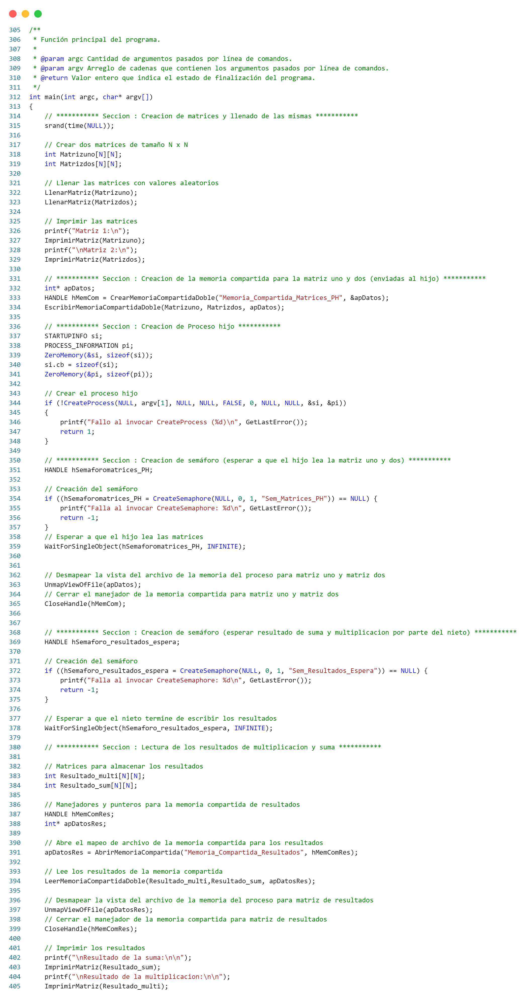 305 /**
306  * Función principal del programa.
307  *
308  * @param argc Cantidad de argumentos pasados por línea de comandos.
309  * @param argv Arreglo de cadenas que contienen los argumentos pasados por línea de comandos.
310  * @return Valor entero que indica el estado de finalización del programa.
311  */
312 int main(int argc, char* argv[])
313 {
314     // *********** Seccion : Creacion de matrices y llenado de las mismas ***********
315     srand(time(NULL));
316
317     // Crear dos matrices de tamaño N x N
318     int Matrizuno[N][N];
319     int Matrizdos[N][N];
320
321     // Llenar las matrices con valores aleatorios
322     LlenarMatriz(Matrizuno);
323     LlenarMatriz(Matrizdos);
324
325     // Imprimir las matrices
326     printf("Matriz 1:\n");
327     ImprimirMatriz(Matrizuno);
328     printf("\nMatriz 2:\n");
329     ImprimirMatriz(Matrizdos);
330
331     // *********** Seccion : Creacion de la memoria compartida para la matriz uno y dos (enviadas al hijo) ***********
332     int* apDatos;
333     HANDLE hMemCom = CrearMemoriaCompartidaDoble("Memoria_Compartida_Matrices_PH", &apDatos);
334     EscribirMemoriaCompartidaDoble(Matrizuno, Matrizdos, apDatos);
335
336     // *********** Seccion : Creacion de Proceso hijo ***********
337     STARTUPINFO si;
338     PROCESS_INFORMATION pi;
339     ZeroMemory(&si, sizeof(si));
340     si.cb = sizeof(si);
341     ZeroMemory(&pi, sizeof(pi));
342
343     // Crear el proceso hijo
344     if (!CreateProcess(NULL, argv[1], NULL, NULL, FALSE, 0, NULL, NULL, &si, &pi))
345     {
346         printf("Fallo al invocar CreateProcess (%d)\n", GetLastError());
347         return 1;
348     }
349
350     // *********** Seccion : Creacion de semáforo (esperar a que el hijo lea la matriz uno y dos) ***********
351     HANDLE hSemaforomatrices_PH;
352
353     // Creación del semáforo
354     if ((hSemaforomatrices_PH = CreateSemaphore(NULL, 0, 1, "Sem_Matrices_PH")) == NULL) {
355         printf("Falla al invocar CreateSemaphore: %d\n", GetLastError());
356         return -1;
357     }
358     // Esperar a que el hijo lea las matrices
359     WaitForSingleObject(hSemaforomatrices_PH, INFINITE);
360
361
362     // Desmapear la vista del archivo de la memoria del proceso para matriz uno y matriz dos
363     UnmapViewOfFile(apDatos);
364     // Cerrar el manejador de la memoria compartida para matriz uno y matriz dos
365     CloseHandle(hMemCom);
366
367
368     // *********** Seccion : Creacion de semáforo (esperar resultado de suma y multiplicacion por parte del nieto) ***********
369     HANDLE hSemaforo_resultados_espera;
370
371     // Creación del semáforo
372     if ((hSemaforo_resultados_espera = CreateSemaphore(NULL, 0, 1, "Sem_Resultados_Espera")) == NULL) {
373         printf("Falla al invocar CreateSemaphore: %d\n", GetLastError());
374         return -1;
375     }
376
377     // Esperar a que el nieto termine de escribir los resultados
378     WaitForSingleObject(hSemaforo_resultados_espera, INFINITE);
379
380     // *********** Seccion : Lectura de los resultados de multiplicacion y suma ***********
381
382     // Matrices para almacenar los resultados
383     int Resultado_multi[N][N];
384     int Resultado_sum[N][N];
385
386     // Manejadores y punteros para la memoria compartida de resultados
387     HANDLE hMemComRes;
388     int* apDatosRes;
389
390     // Abre el mapeo de archivo de la memoria compartida para los resultados
391     apDatosRes = AbrirMemoriaCompartida("Memoria_Compartida_Resultados", hMemComRes);
392
393     // Lee los resultados de la memoria compartida
394     LeerMemoriaCompartidaDoble(Resultado_multi,Resultado_sum, apDatosRes);
395
396     // Desmapear la vista del archivo de la memoria del proceso para matriz de resultados
397     UnmapViewOfFile(apDatosRes);
398     // Cerrar el manejador de la memoria compartida para matriz de resultados
399     CloseHandle(hMemComRes);
400
401     // Imprimir los resultados
402     printf("\nResultado de la suma:\n\n");
403     ImprimirMatriz(Resultado_sum);
404     printf("\nResultado de la multiplicacion:\n\n");
405     ImprimirMatriz(Resultado_multi);